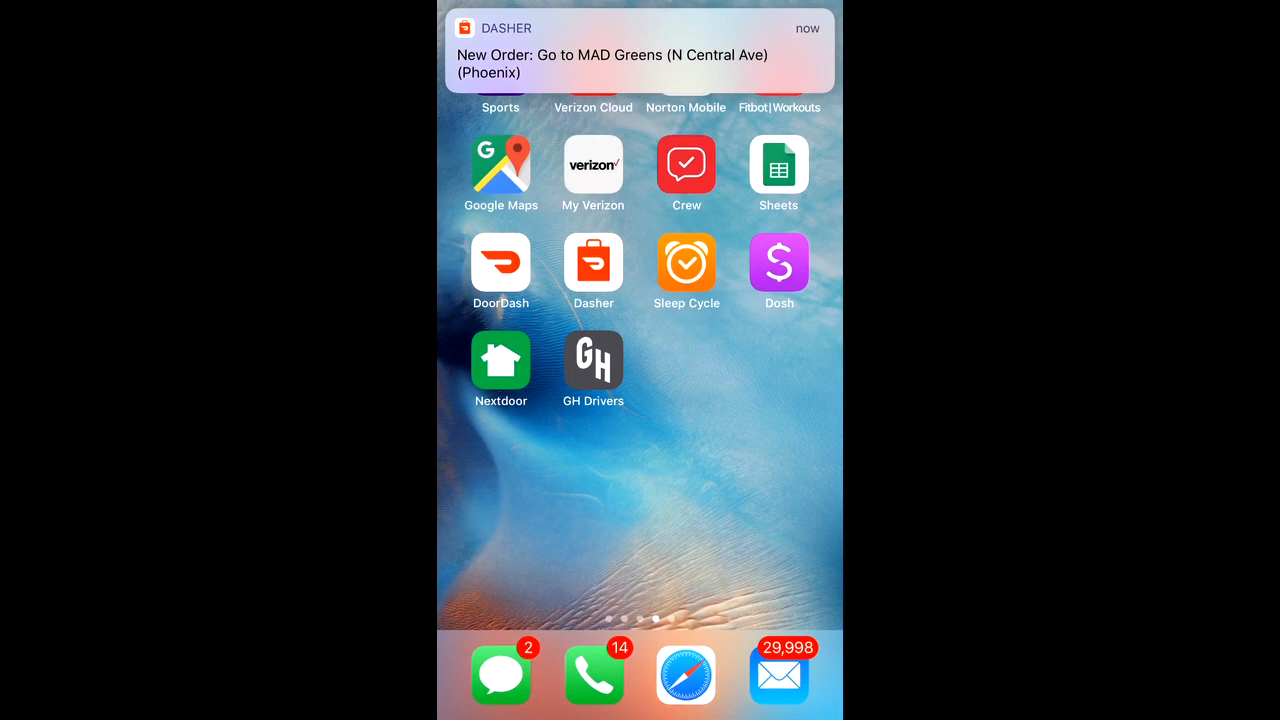 DASHER
now
New Order: Go to MAD Greens (N Central Ave)
(Phoenix)
Sports
Verizon Cloud
Norton Mobile
Fitbot|Workouts
G
verizon
Google Maps
My Verizon
Crew
Sheets
S
DoorDash
Dasher
Sleep Cycle
Dosh
GH
Nextdoor
GH Drivers
2
14
29,998